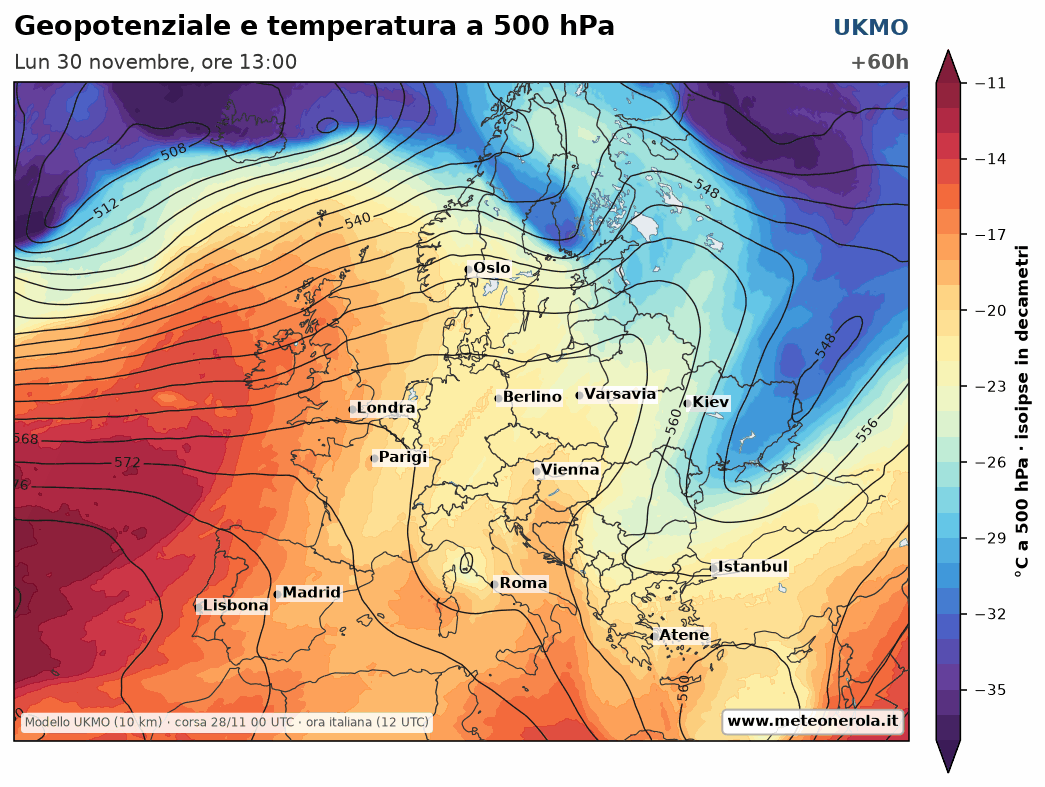 Geopotenziale e temperatura a 500 hPa
UKMO
Lun 30 novembre, ore 13:00
+60h
508
512
540
548
548
556
560
568
572
76
560
Oslo
Berlino
Varsavia
Kiev
Londra
Parigi
Vienna
Istanbul
Roma
Madrid
Lisbona
Atene
Modello UKMO (10 km) · corsa 28/11 00 UTC · ora italiana (12 UTC)
www.meteonerola.it
−11
−14
−17
−20
−23
−26
−29
−32
−35
°C a 500 hPa · isoipse in decametri